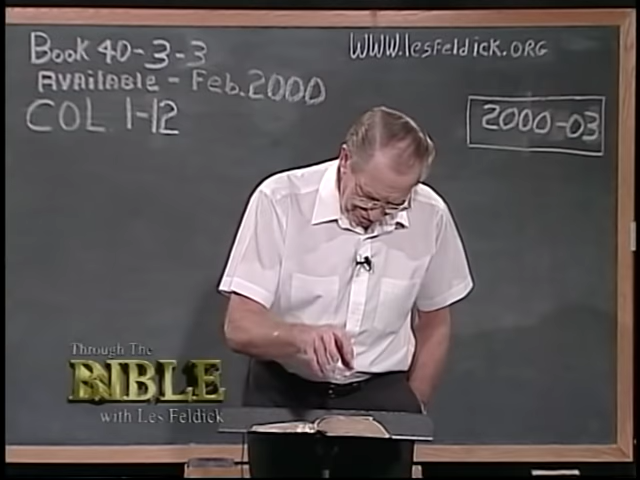 Book 40-3-3
WWW.lesfeldick.org
AVAILABLE - Feb. 2000
COL 1-12
2000-03
Through The
BIBLE
with Les Feldick